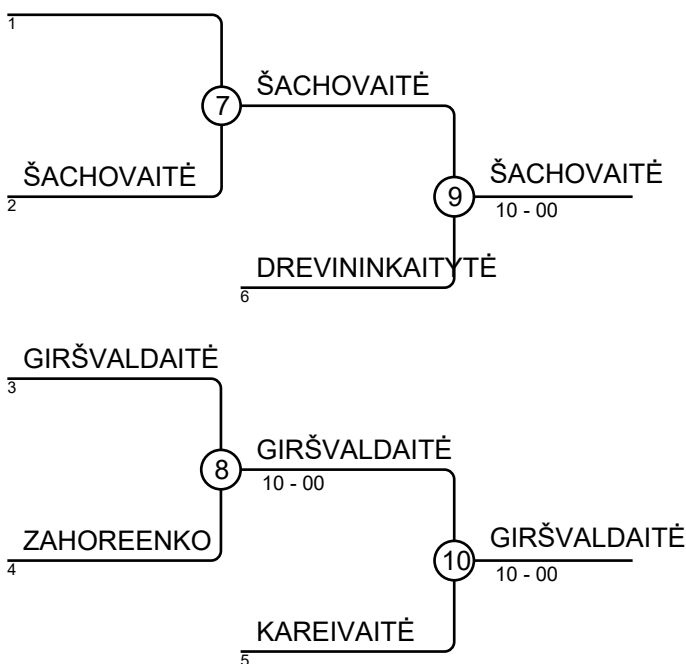 1
7
ŠACHOVAITĖ
ŠACHOVAITĖ
2
9
ŠACHOVAITĖ
10 - 00
DREVININKAITYTĖ
6
GIRŠVALDAITĖ
3
8
GIRŠVALDAITĖ
10 - 00
ZAHOREENKO
4
10
GIRŠVALDAITĖ
10 - 00
KAREIVAITĖ
5